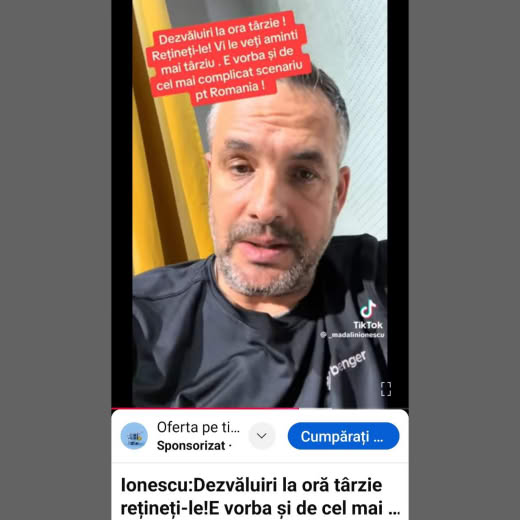 Dezvăluiri la ora târzie !
Rețineți-le! Vi le veți aminti
mai târziu . E vorba și de
cel mai complicat scenariu
pt Romania !
TikTok
_madalinionescu
Oferta pe ti...
Sponsorizat ·
Cumpărați ...
Ionescu:Dezvăluiri la oră târzie
rețineți-le!E vorba și de cel mai ...